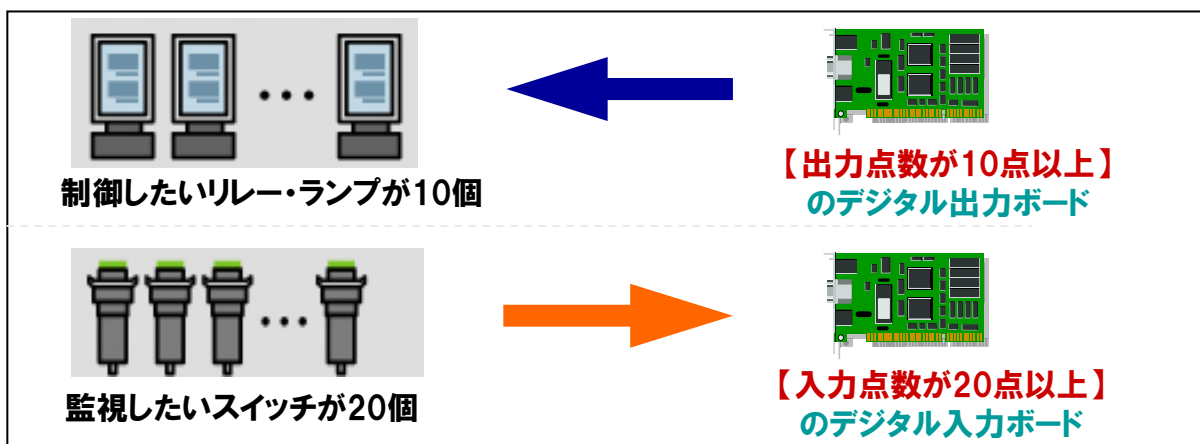 制御したいリレー・ランプが10個
【出力点数が10点以上】
のデジタル出力ボード
監視したいスイッチが20個
【入力点数が20点以上】
のデジタル入力ボード